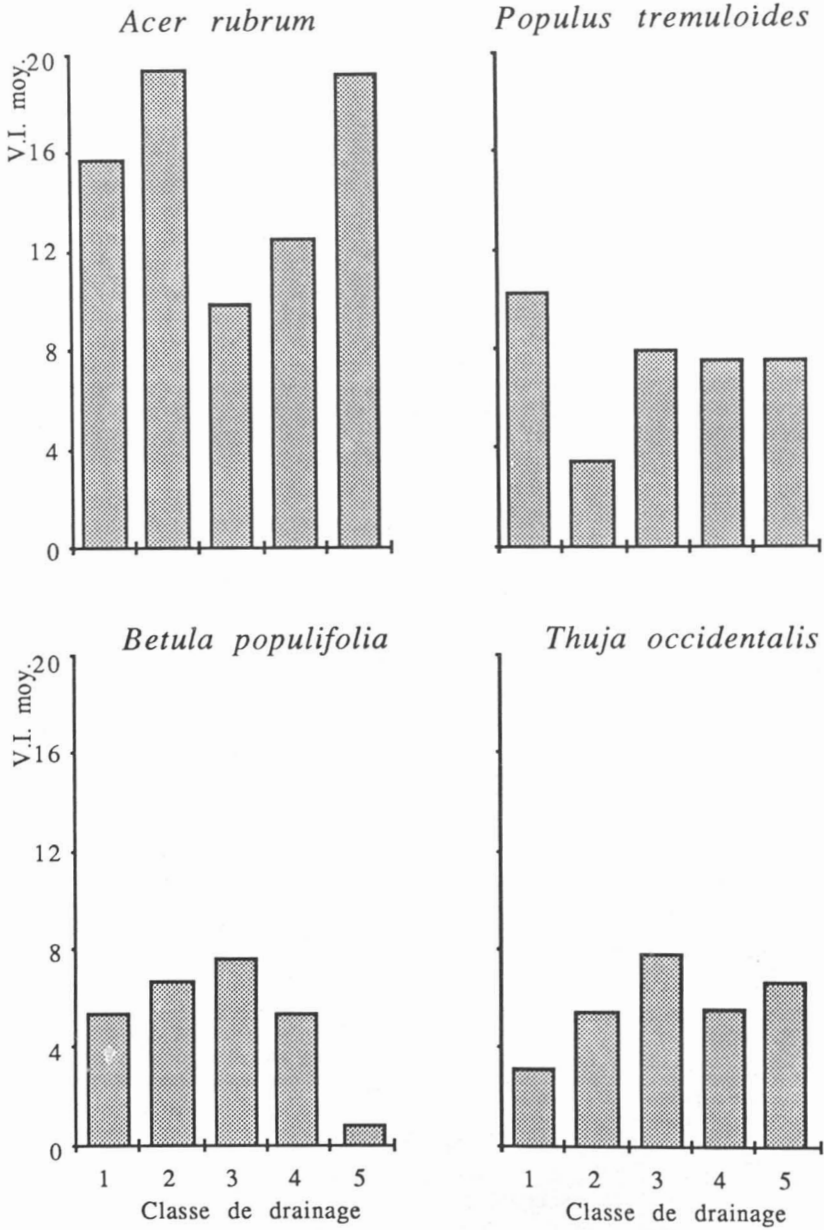 Acer rubrum
Populus tremuloides
V.I. moy.
20
16
12
8
4
0
Betula populifolia
Thuja occidentalis
V.I. moy.
20
16
12
8
4
0
1 2 3 4 5
Classe de drainage
1 2 3 4 5
Classe de drainage